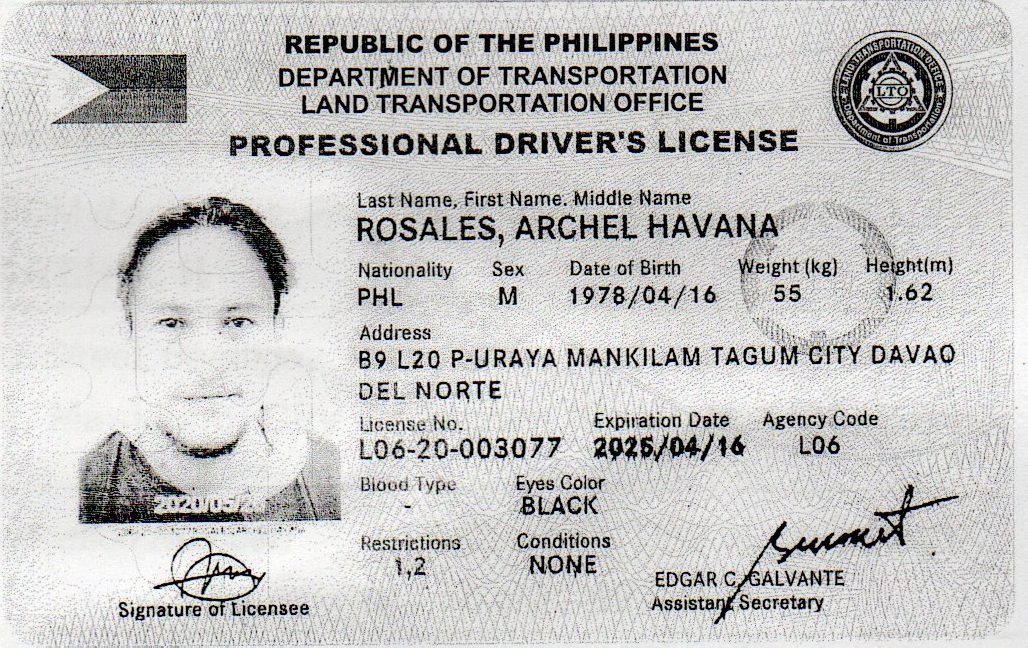 REPUBLIC OF THE PHILIPPINES
DEPARTMENT OF TRANSPORTATION
LAND TRANSPORTATION OFFICE
PROFESSIONAL DRIVER'S LICENSE
LAND TRANSPORTATION OFFICE
LTO
Department of Transportation
Last Name, First Name. Middle Name
ROSALES, ARCHEL HAVANA
Nationality Sex Date of Birth Weight (kg) Height(m)
PHL M 1978/04/16 55 1.62
Address
B9 L20 P-URAYA MANKILAM TAGUM CITY DAVAO
DEL NORTE
License No. Expiration Date Agency Code
L06-20-003077 2025/04/16 L06
Blood Type Eyes Color
- BLACK
2020/05/2
Restrictions Conditions
1,2 NONE
EDGAR C. GALVANTE
Assistant Secretary
Signature of Licensee